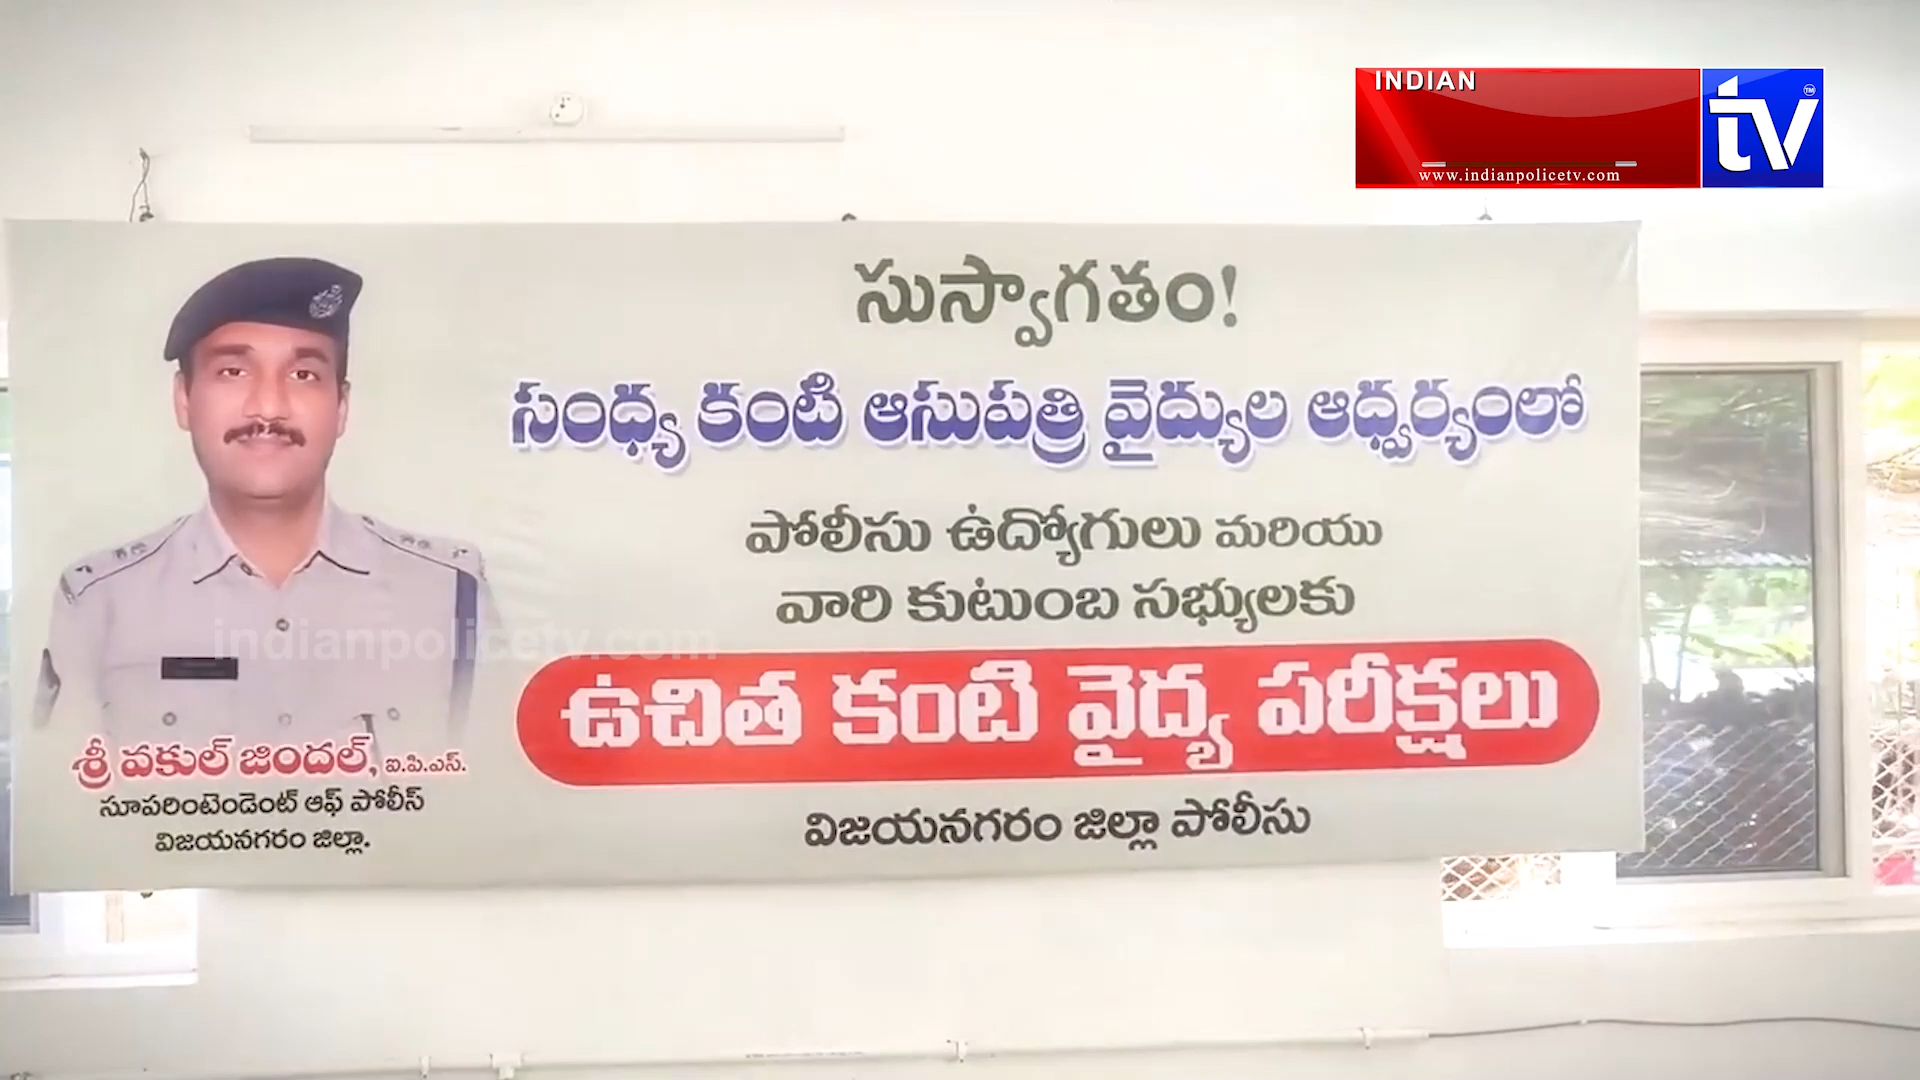 INDIAN
tv
TM
www.indianpolicetv.com
సుస్వాగతం!
సంధ్య కంటి ఆసుపత్రి వైద్యుల ఆధ్వర్యంలో
పోలీసు ఉద్యోగులు మరియు
వారి కుటుంబ సభ్యులకు
ఉచిత కంటి వైద్య పరీక్షలు
విజయనగరం జిల్లా పోలీసు
indianpolicetv.com
శ్రీ వకుల్ జిందల్, ఐ.పి.ఎస్.
సూపరింటెండెంట్ ఆఫ్ పోలీస్
విజయనగరం జిల్లా.